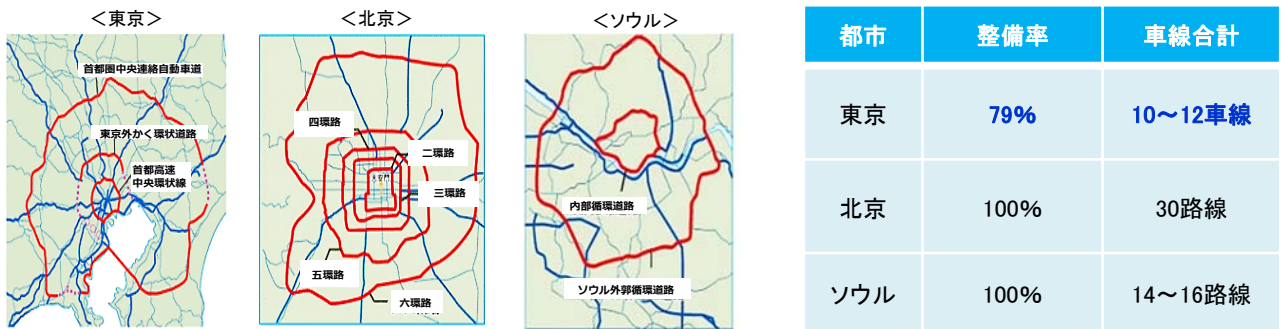 ＜東京＞
首都圏中央連絡自動車道
東京外かく環状道路
首都高速
中央環状線
＜北京＞
四環路
二環路
天安門
三環路
五環路
六環路
＜ソウル＞
内部循環道路
ソウル外郭循環道路
都市 整備率 車線合計
東京 79% 10～12車線
北京 100% 30路線
ソウル 100% 14～16路線